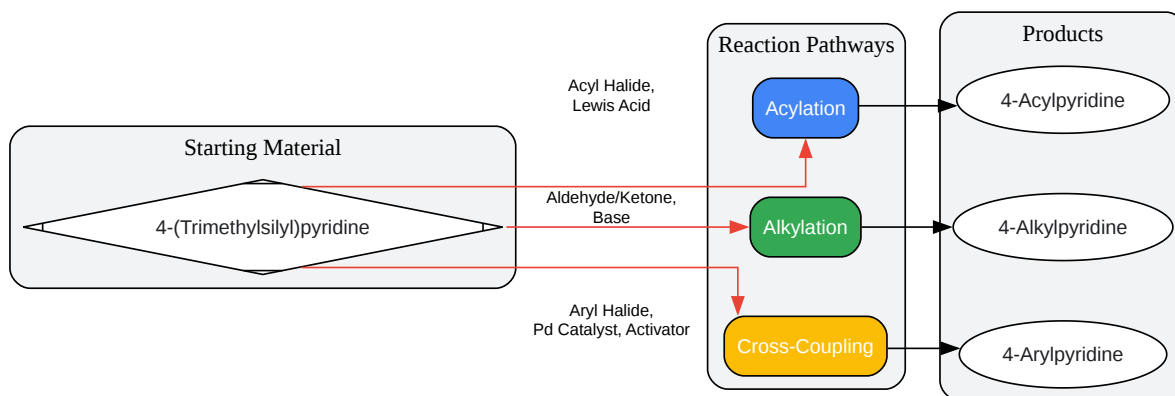 Starting Material
4-(Trimethylsilyl)pyridine
Acyl Halide,
Lewis Acid
Aldehyde/Ketone,
Base
Aryl Halide,
Pd Catalyst, Activator
Reaction Pathways
Acylation
Alkylation
Cross-Coupling
Products
4-Acylpyridine
4-Alkylpyridine
4-Arylpyridine